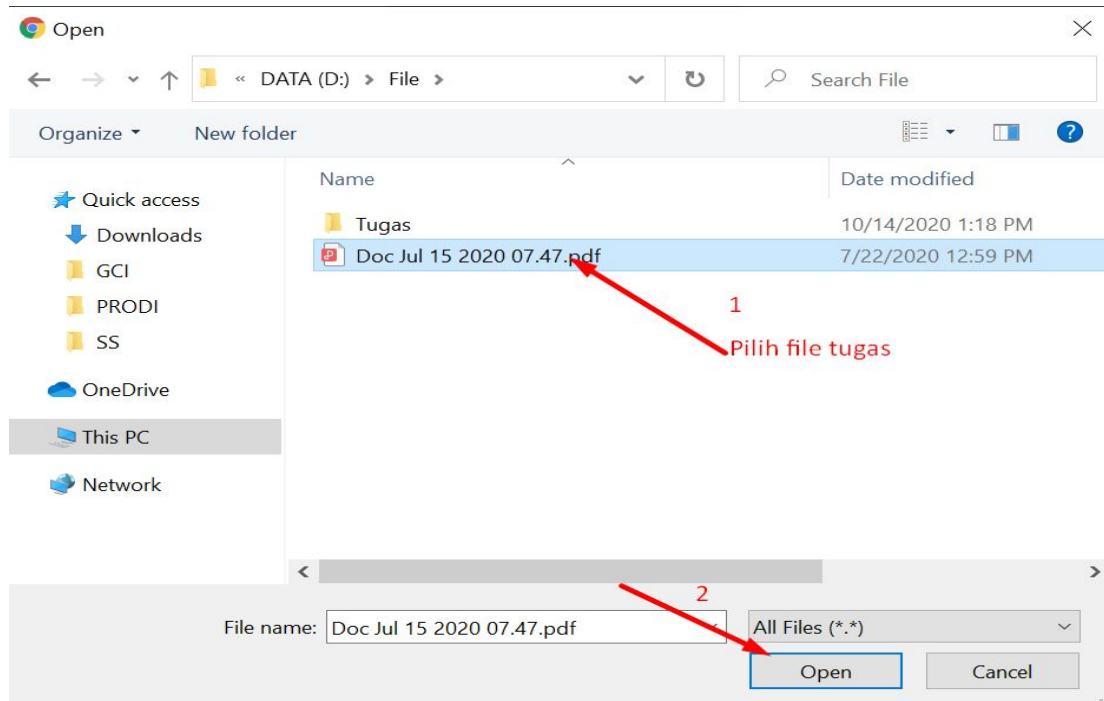 Open
« DATA (D:) > File >
Search File
Organize
New folder
Name
Date modified
Quick access
Downloads
GCI
PRODI
SS
OneDrive
This PC
Network
Tugas
10/14/2020 1:18 PM
Doc Jul 15 2020 07.47.pdf
7/22/2020 12:59 PM
1
Pilih file tugas
2
File name:
Doc Jul 15 2020 07.47.pdf
All Files (*.*)
Open
Cancel